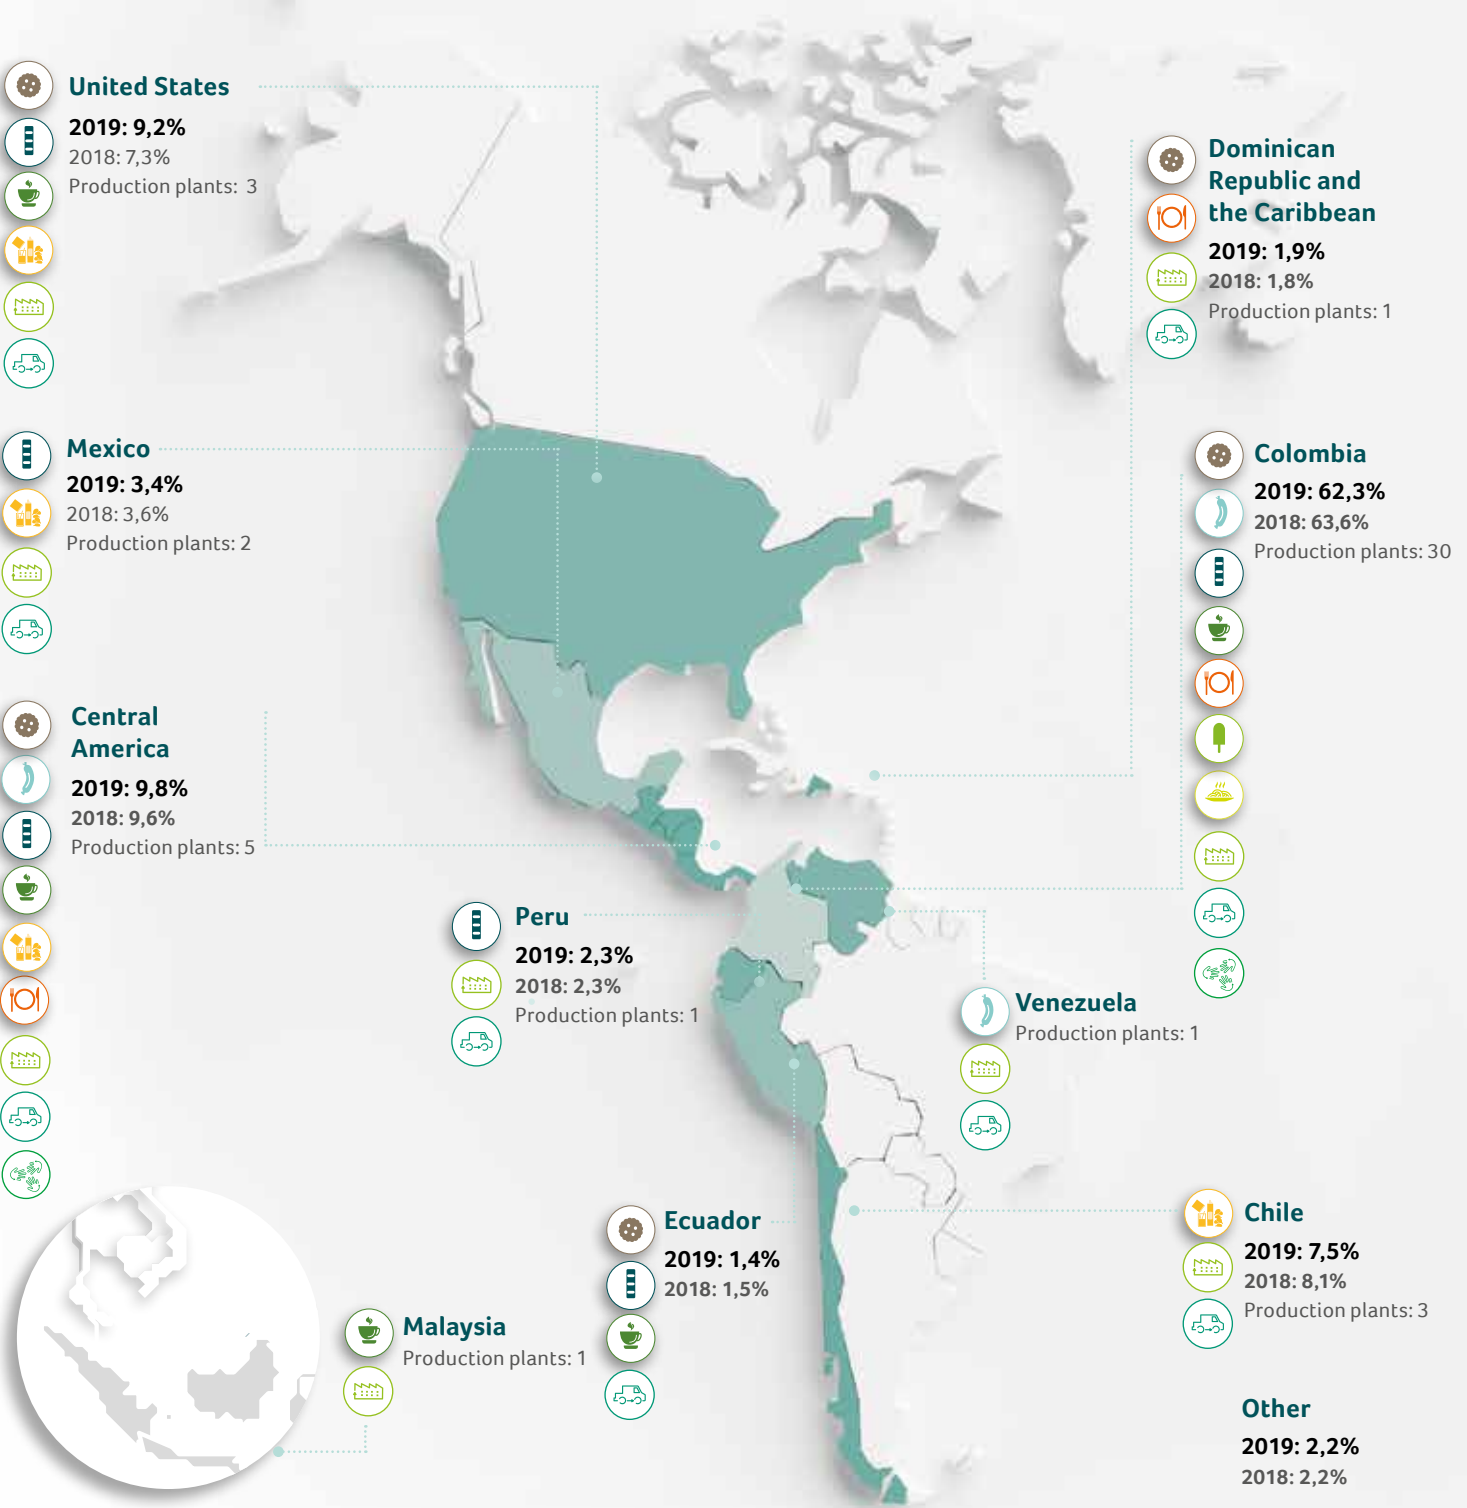 United States
2019: 9,2%
2018: 7,3%
Production plants: 3
Dominican
Republic and
the Caribbean
2019: 1,9%
2018: 1,8%
Production plants: 1
Mexico
2019: 3,4%
2018: 3,6%
Production plants: 2
Colombia
2019: 62,3%
2018: 63,6%
Production plants: 30
Central
America
2019: 9,8%
2018: 9,6%
Production plants: 5
Peru
2019: 2,3%
2018: 2,3%
Production plants: 1
Venezuela
Production plants: 1
Ecuador
2019: 1,4%
2018: 1,5%
Chile
2019: 7,5%
2018: 8,1%
Production plants: 3
Malaysia
Production plants: 1
Other
2019: 2,2%
2018: 2,2%